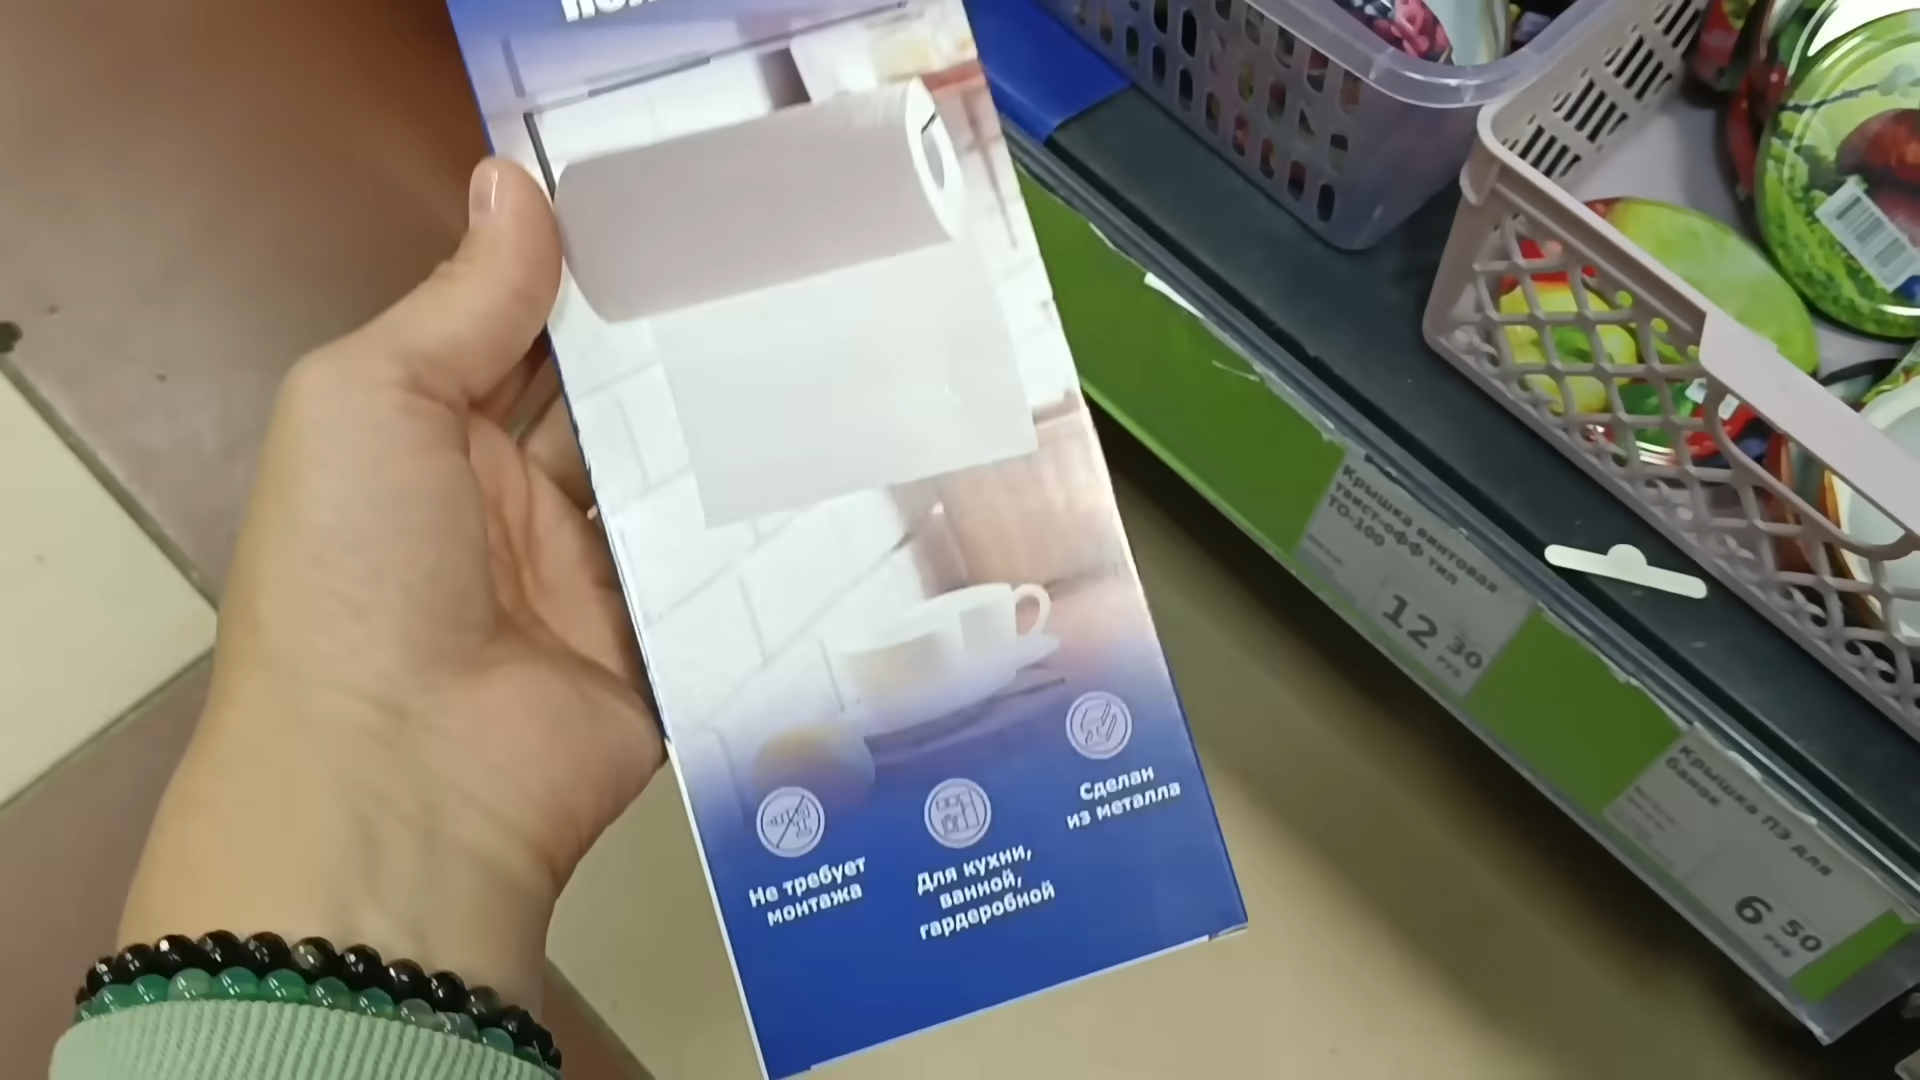 Не требует
монтажа
Для кухни,
ванной,
гардеробной
Сделан
из металла
Крышка винтовая
твист-офф тип
ТО-100
12 30
РУБ
Крышка ПЭ для
банок
6 50
РУБ